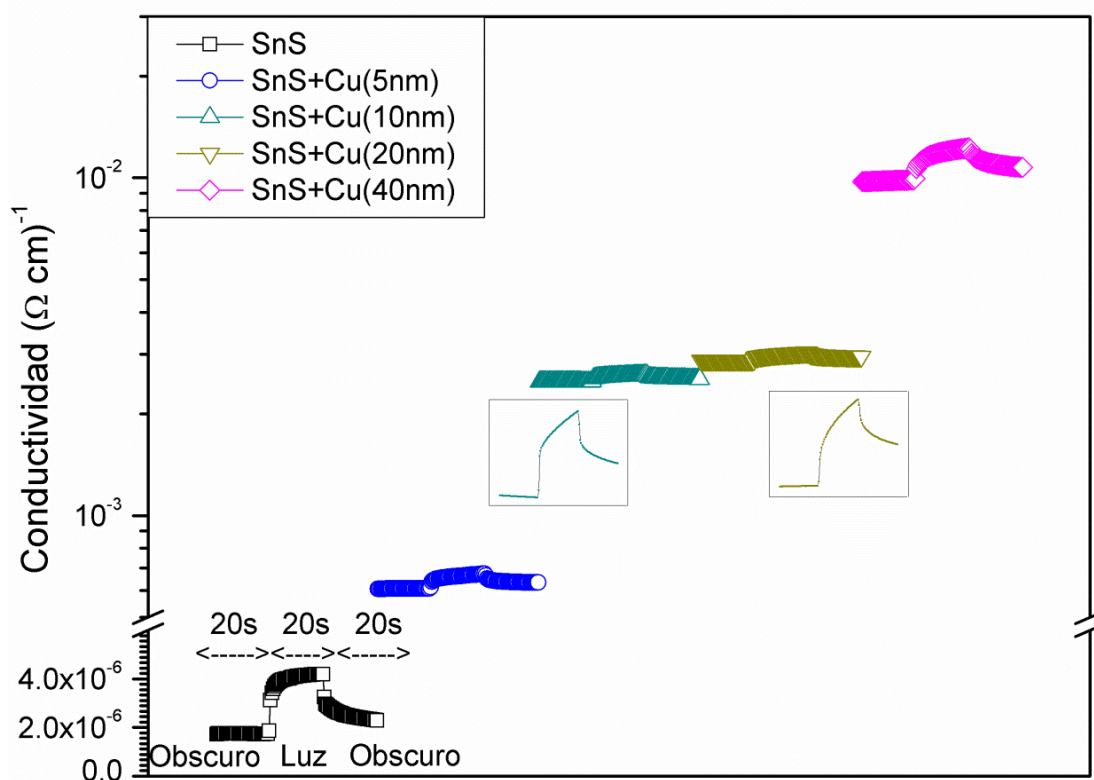 SnS
SnS+Cu(5nm)
SnS+Cu(10nm)
SnS+Cu(20nm)
SnS+Cu(40nm)
Conductividad (Ω cm)⁻¹
10⁻²
10⁻³
20s 20s 20s
<-----> <-----> <----->
4.0x10⁻⁶
2.0x10⁻⁶
0.0
Obscuro Luz Obscuro